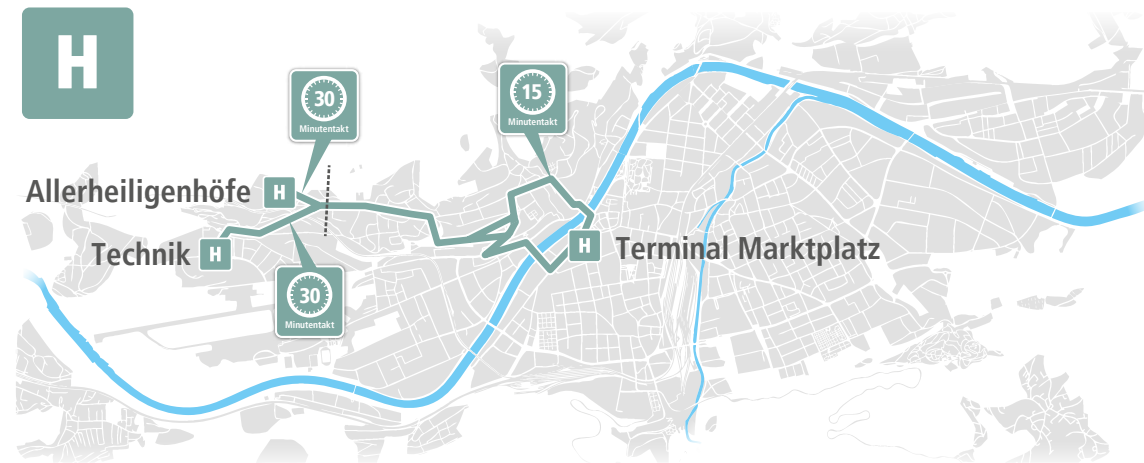 H
30
Minutentakt
15
Minutentakt
Allerheiligenhöfe H
Technik H
H Terminal Marktplatz
30
Minutentakt